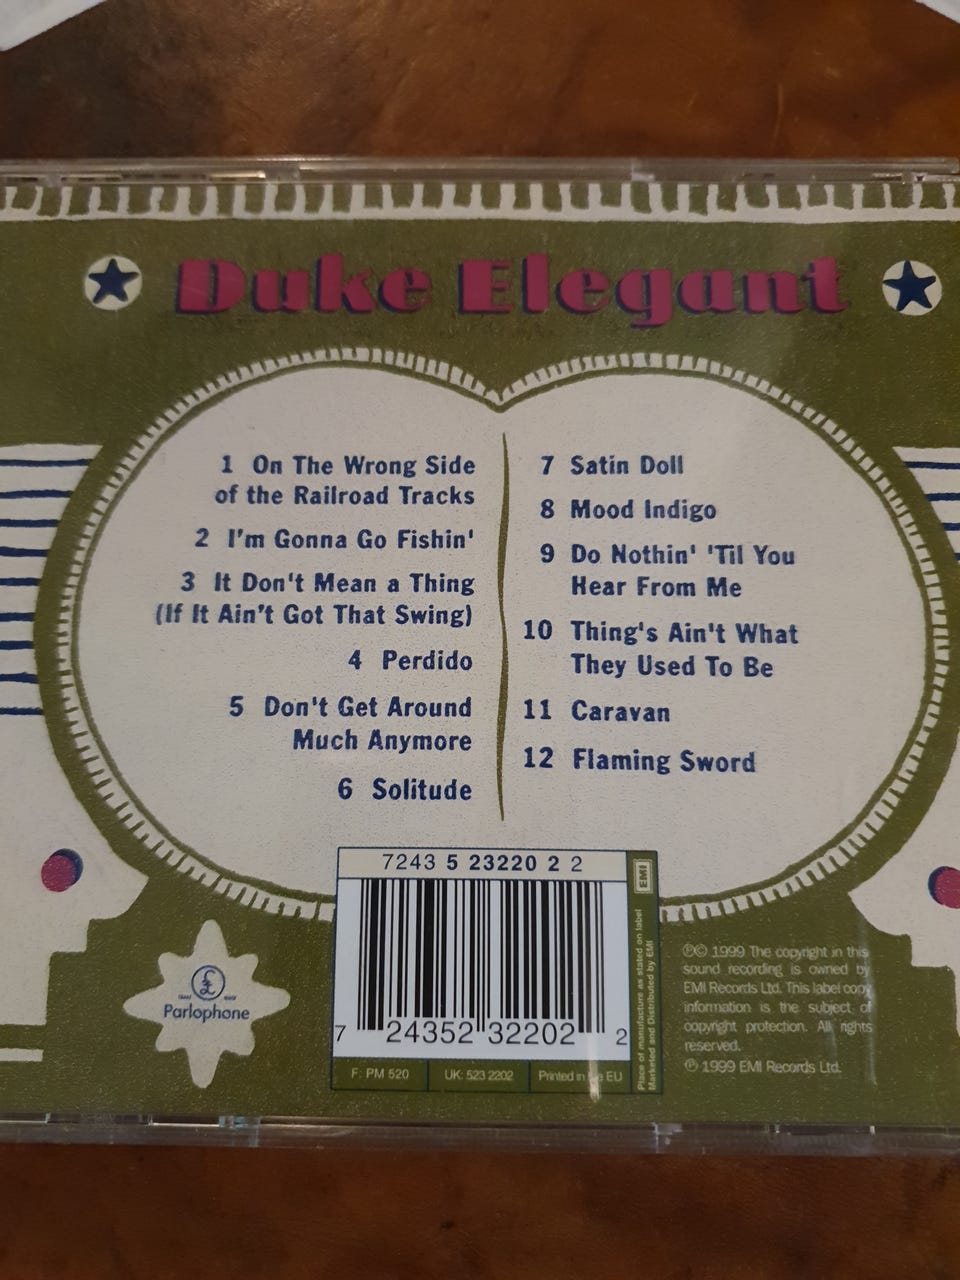 Duke Elegant
1 On The Wrong Side
of the Railroad Tracks
2 I'm Gonna Go Fishin'
3 It Don't Mean a Thing
(If It Ain't Got That Swing)
4 Perdido
5 Don't Get Around
Much Anymore
6 Solitude
7 Satin Doll
8 Mood Indigo
9 Do Nothin' 'Til You
Hear From Me
10 Thing's Ain't What
They Used To Be
11 Caravan
12 Flaming Sword
7243 5 23220 2 2
EMI
Place of manufacture as stated on label
Marketed and Distributed by EMI
7 24352 32202 2
F: PM 520
UK: 523 2202
Printed in the EU
£
Parlophone
℗© 1999 The copyright in this
sound recording is owned by
EMI Records Ltd. This label copy
information is the subject of
copyright protection. All rights
reserved.
℗ 1999 EMI Records Ltd.